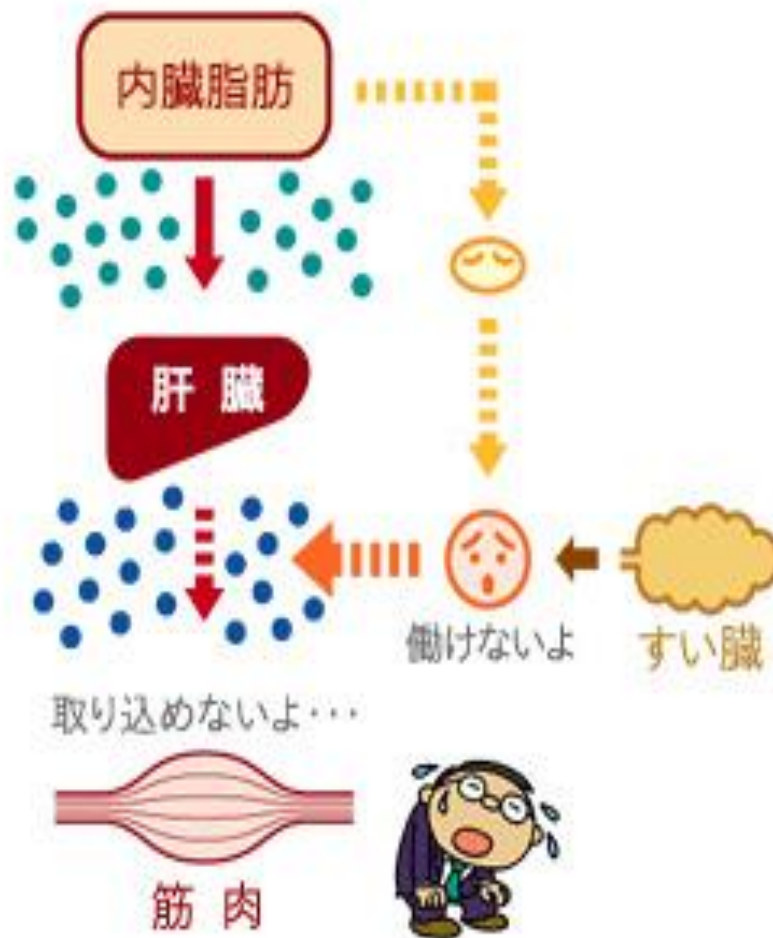 内臓脂肪
肝臓
働けないよ
すい臓
取り込めないよ・・・
筋肉